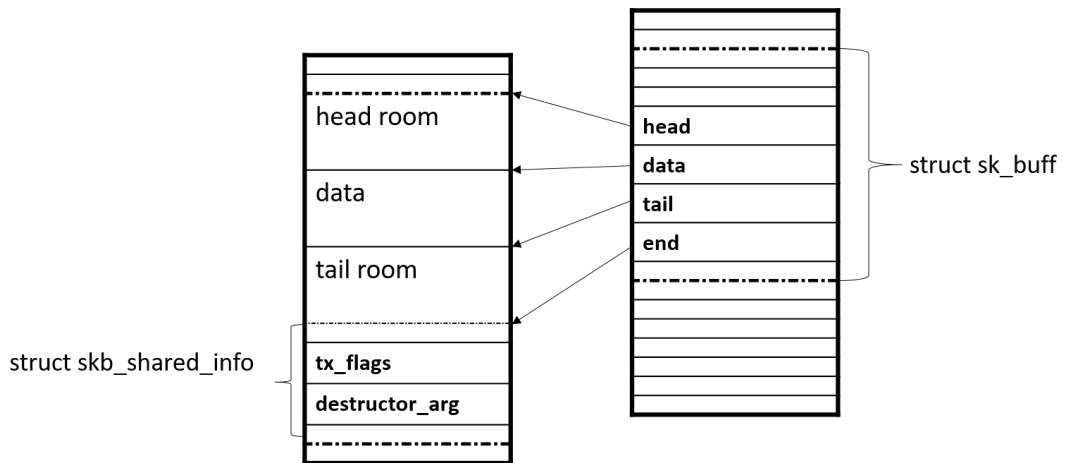 head room
data
tail room
struct skb_shared_info
tx_flags
destructor_arg
head
data
tail
end
struct sk_buff